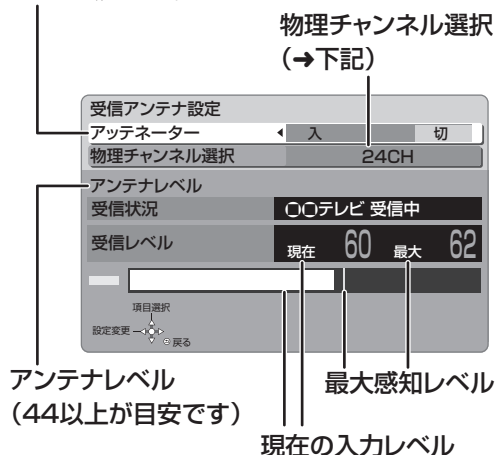 物理チャンネル選択
(➔下記)
受信アンテナ設定
アッテネーター 入 切
物理チャンネル選択 24CH
アンテナレベル
受信状況 〇〇テレビ 受信中
受信レベル 現在 60 最大 62
項目選択
設定変更
戻る
アンテナレベル
(44以上が目安です)
最大感知レベル
現在の入力レベル